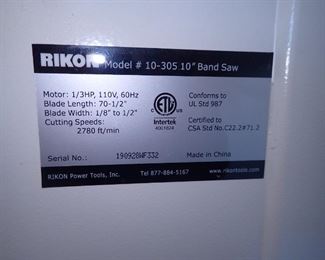 RIKON Model # 10-305 10" Band Saw
Motor: 1/3HP, 110V, 60Hz
Blade Length: 70-1/2"
Blade Width: 1/8" to 1/2"
Cutting Speeds:
2780 ft/min
ETL
Intertek
4001824
Conforms to
UL Std 987
Certified to
CSA Std No.C22.2#71.2
Serial No.: 190928WF332
Made in China
RIKON Power Tools, Inc. Tel 877-884-5167 www.rikontools.com